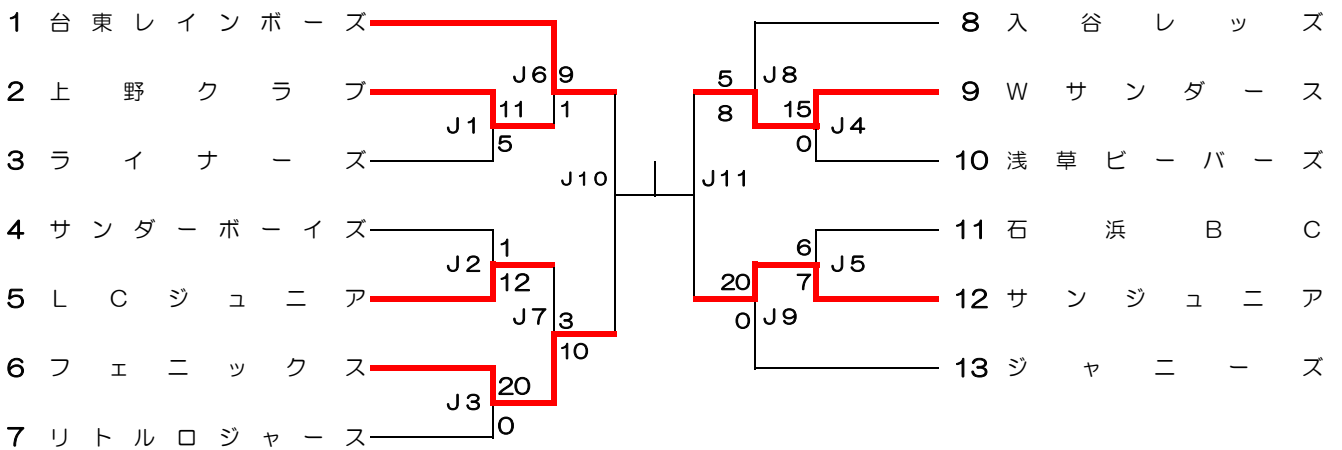 1 台東レインボーズ
2 上野クラブ
3 ライナーズ
4 サンダーボーイズ
5 LCジュニア
6 フェニックス
7 リトルロジャース
J6 9
1
J1 11
5
J2 1
12
J7 3
10
J3 20
0
J10
J11
5 J8
8
15 J4
0
6 J5
7
20 J9
0
8 入谷レッズ
9 Wサンダース
10 浅草ビーバーズ
11 石浜BC
12 サンジュニア
13 ジャニーズ